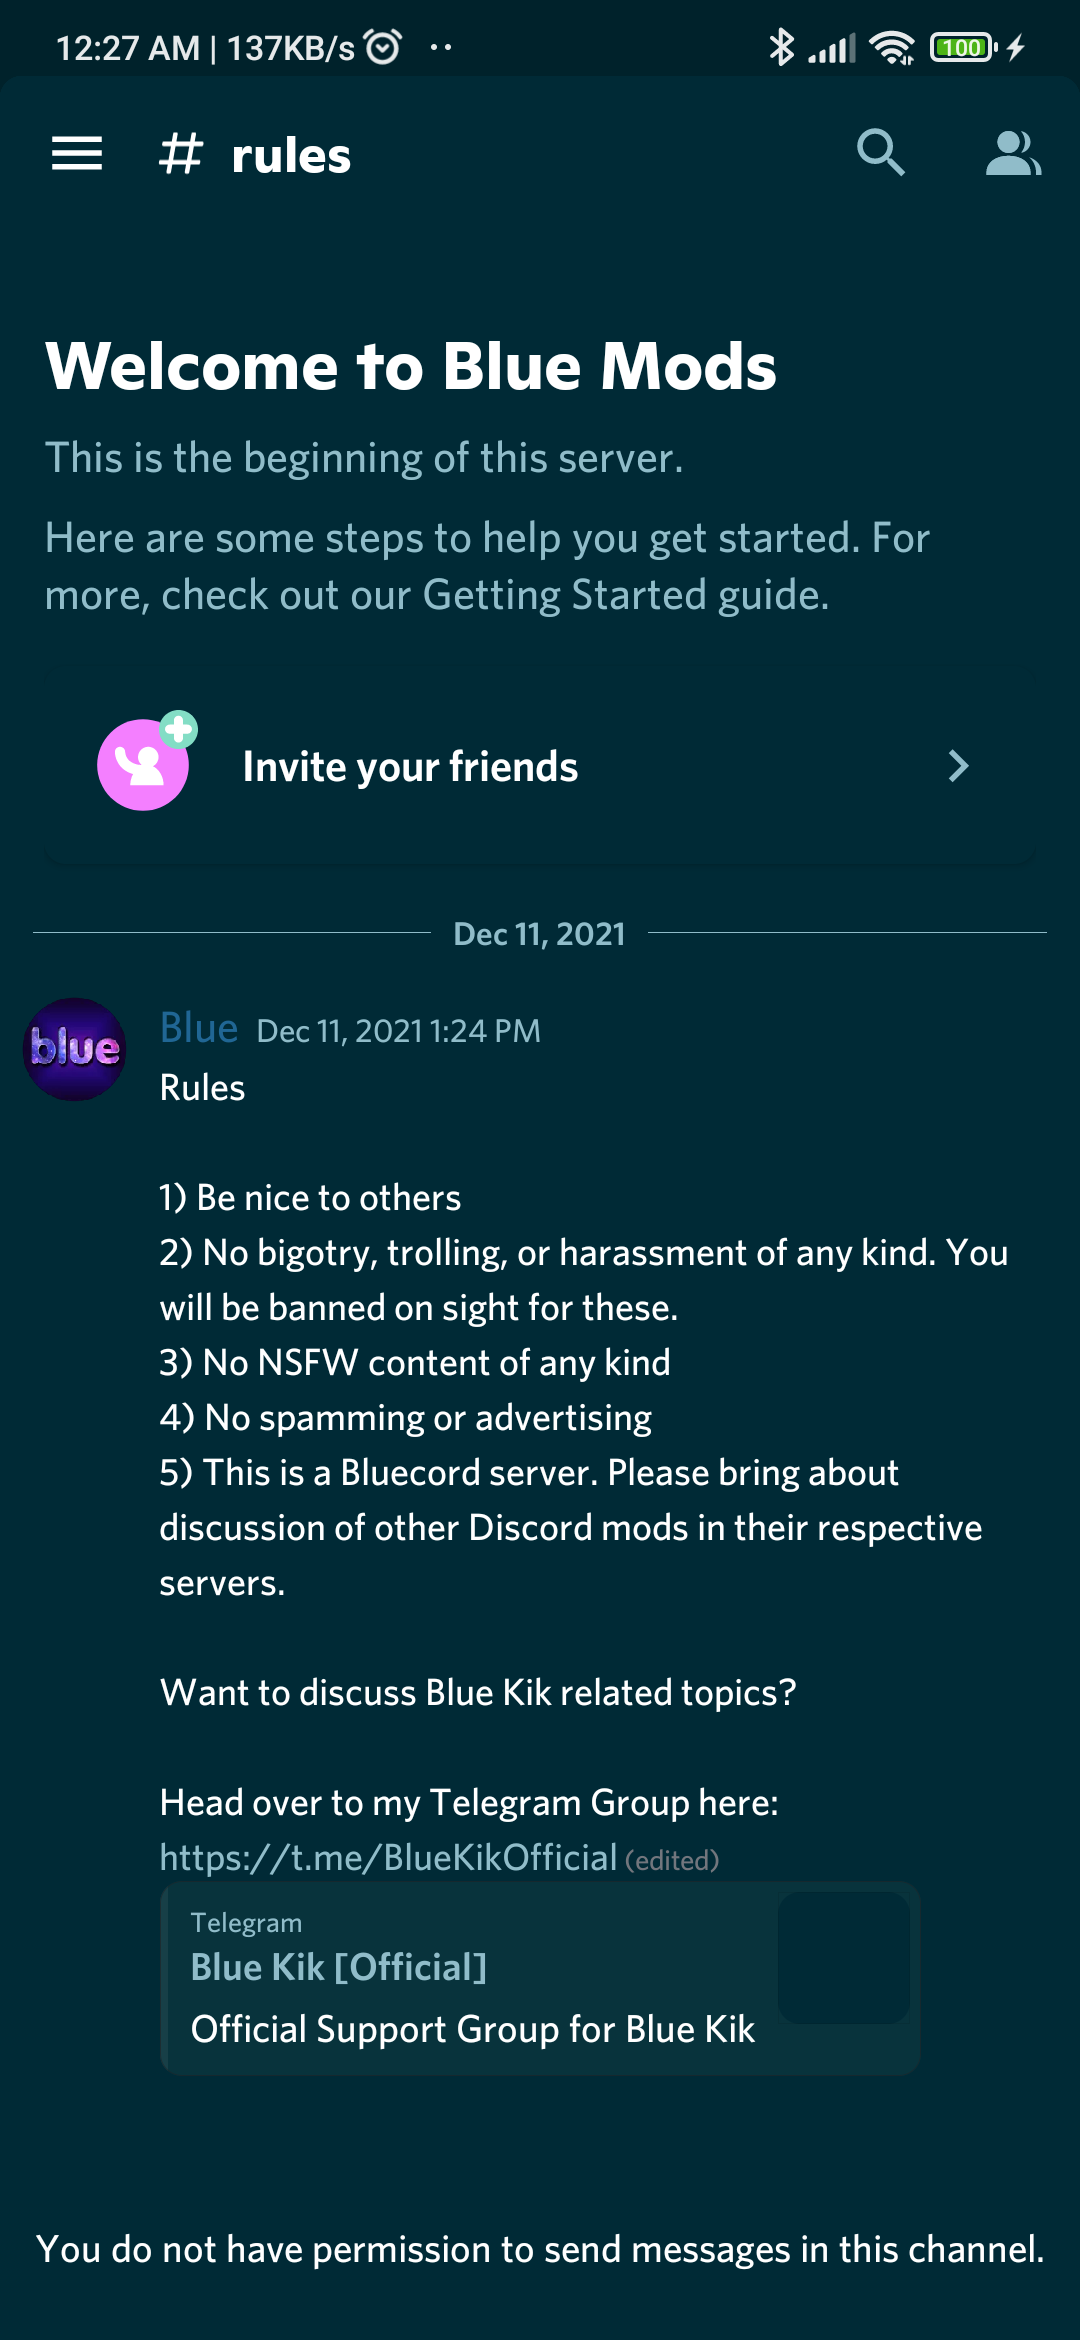 12:27 AM | 137KB/s
100
# rules
Welcome to Blue Mods
This is the beginning of this server.
Here are some steps to help you get started. For
more, check out our Getting Started guide.
Invite your friends
Dec 11, 2021
blue
Blue Dec 11, 2021 1:24 PM
Rules
1) Be nice to others
2) No bigotry, trolling, or harassment of any kind. You
will be banned on sight for these.
3) No NSFW content of any kind
4) No spamming or advertising
5) This is a Bluecord server. Please bring about
discussion of other Discord mods in their respective
servers.
Want to discuss Blue Kik related topics?
Head over to my Telegram Group here:
https://t.me/BlueKikOfficial (edited)
Telegram
Blue Kik [Official]
Official Support Group for Blue Kik
You do not have permission to send messages in this channel.